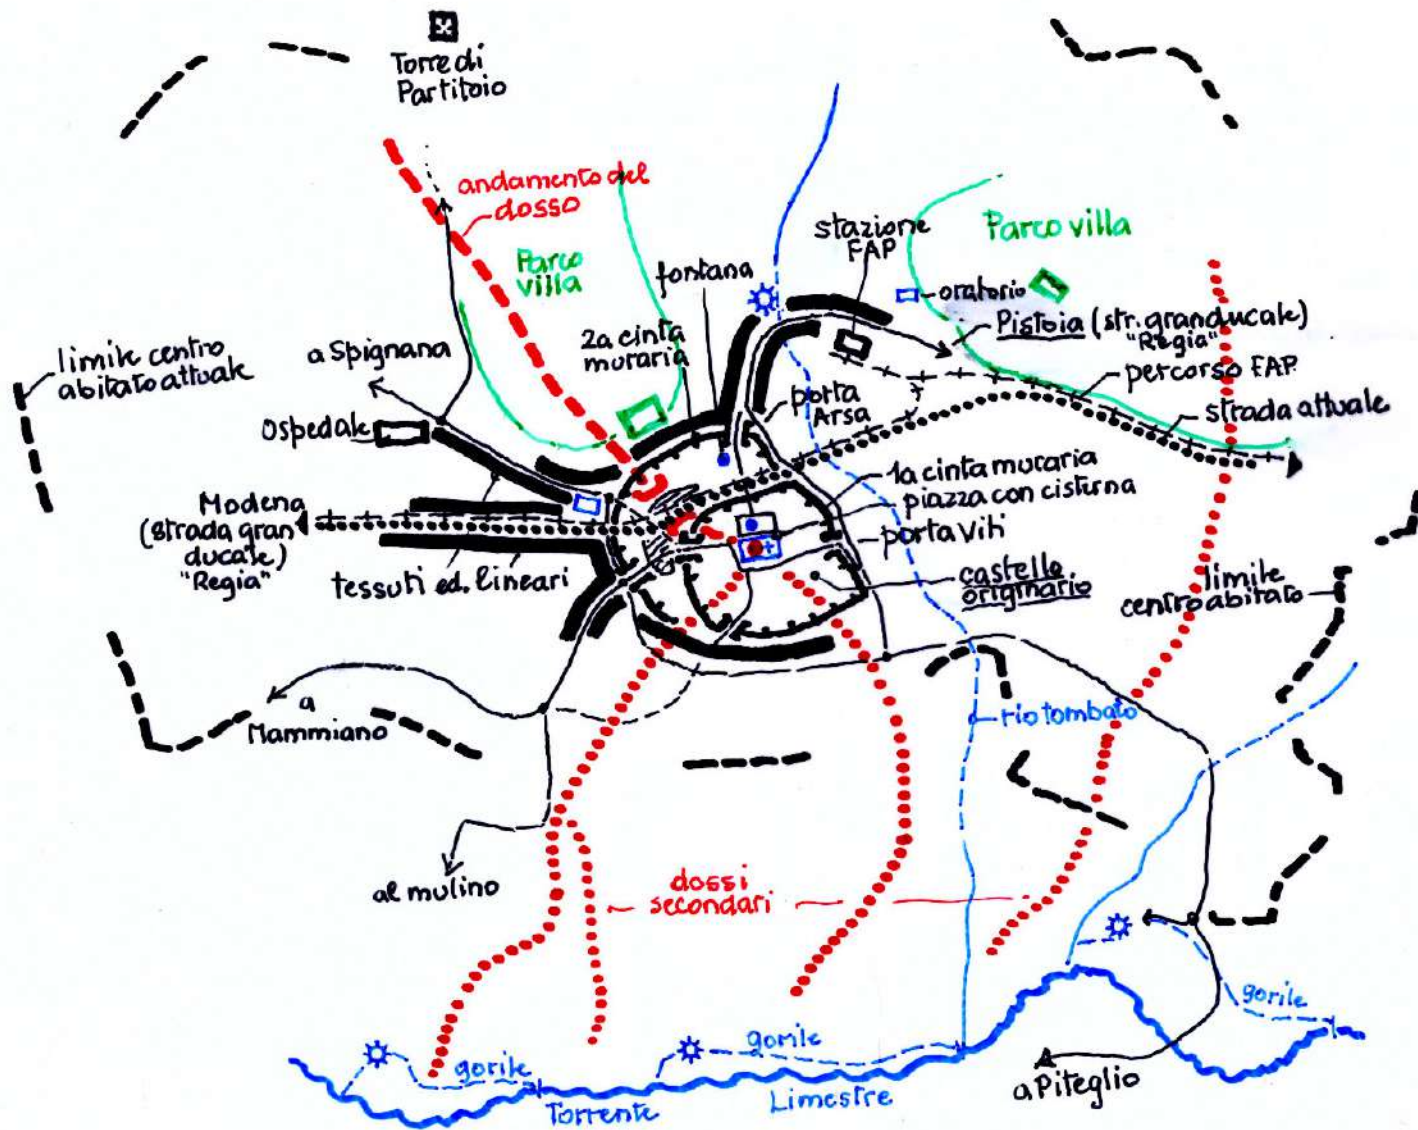 Torre di
Partitoio
andamento del
dosso
Parco
villa
fontana
stazione
FAP
Parco villa
oratorio
Pistoia (str. granducale)
"Regia"
limite centro
abitato attuale
a Spignana
2a cinta
muraria
percorso FAP
porta
Arsa
strada attuale
Ospedale
1a cinta muraria
piazza con cisterna
Modena
(strada gran
ducale)
"Regia"
porta Viti
tessuti ed. lineari
castello
originario
limite
centro abitato
a
Mammiano
rio tombato
al mulino
dossi
secondari
gorile
gorile
gorile
Torrente
Limestre
a Piteglio